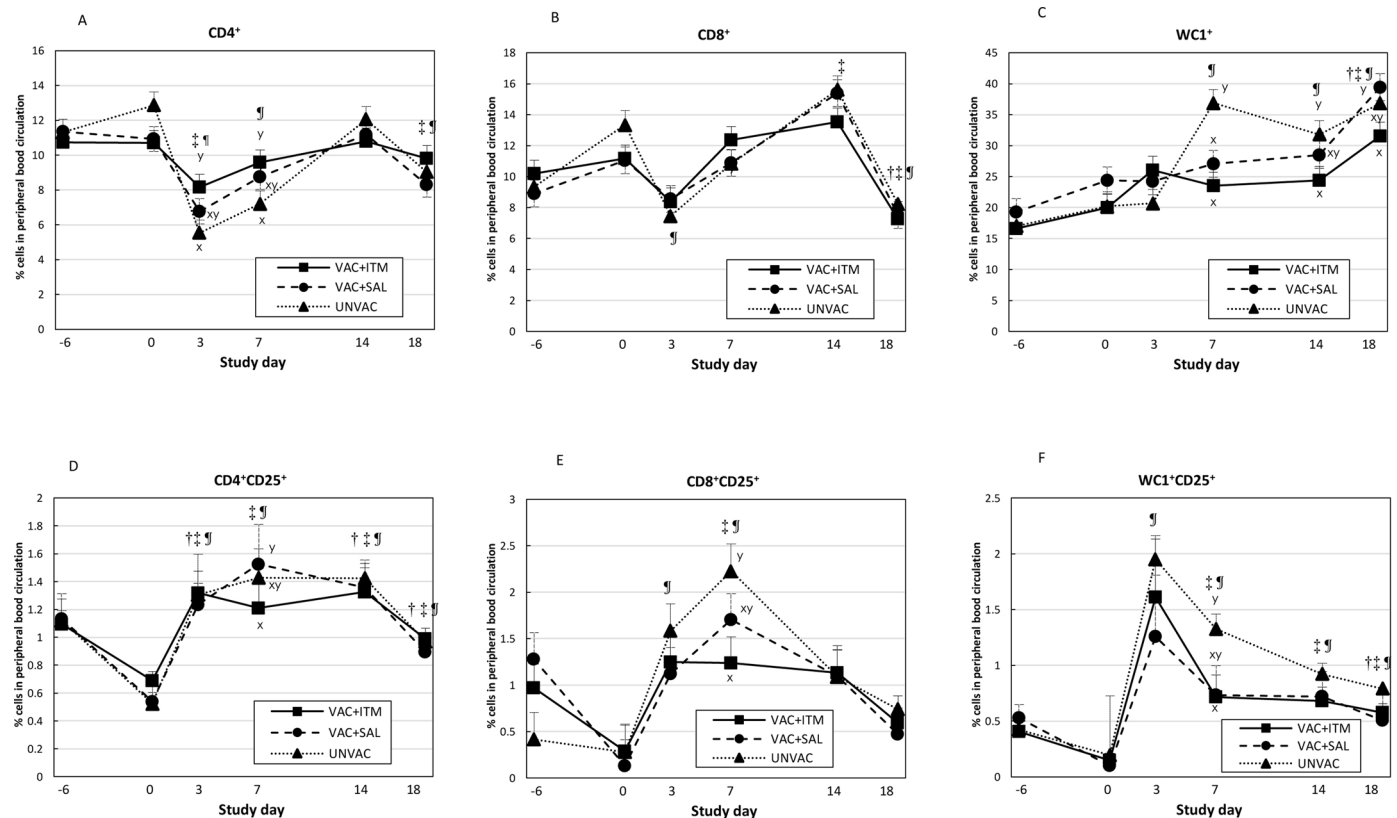 A
CD4⁺
% cells in peripheral bood circulation
16
14
12
10
8
6
4
2
0
‡¶
y
xy
x
¶
y
xy
x
‡¶
VAC+ITM
VAC+SAL
UNVAC
-6 0 3 7 14 18
Study day
B
CD8⁺
% cells in peripheral bood circulation
18
16
14
12
10
8
6
4
2
0
¶
‡
†‡¶
VAC+ITM
VAC+SAL
UNVAC
-6 0 3 7 14 18
Study day
C
WC1⁺
% cells in peripheral bood circulation
45
40
35
30
25
20
15
10
5
0
¶
y
x
x
¶
y
xy
x
†‡¶
y
xy
x
VAC+ITM
VAC+SAL
UNVAC
-6 0 3 7 14 18
Study day
D
CD4⁺CD25⁺
% cells in peripheral bood circulation
2
1.8
1.6
1.4
1.2
1
0.8
0.6
0.4
0.2
0
†‡¶
‡¶
y
xy
x
†‡¶
†‡¶
VAC+ITM
VAC+SAL
UNVAC
-6 0 3 7 14 18
Study day
E
CD8⁺CD25⁺
% cells in peripheral bood circulation
3
2.5
2
1.5
1
0.5
0
¶
‡¶
y
xy
x
VAC+ITM
VAC+SAL
UNVAC
-6 0 3 7 14 18
Study day
F
WC1⁺CD25⁺
% cells in peripheral bood circulation
2.5
2
1.5
1
0.5
0
¶
‡¶
y
xy
x
‡¶
†‡¶
VAC+ITM
VAC+SAL
UNVAC
-6 0 3 7 14 18
Study day